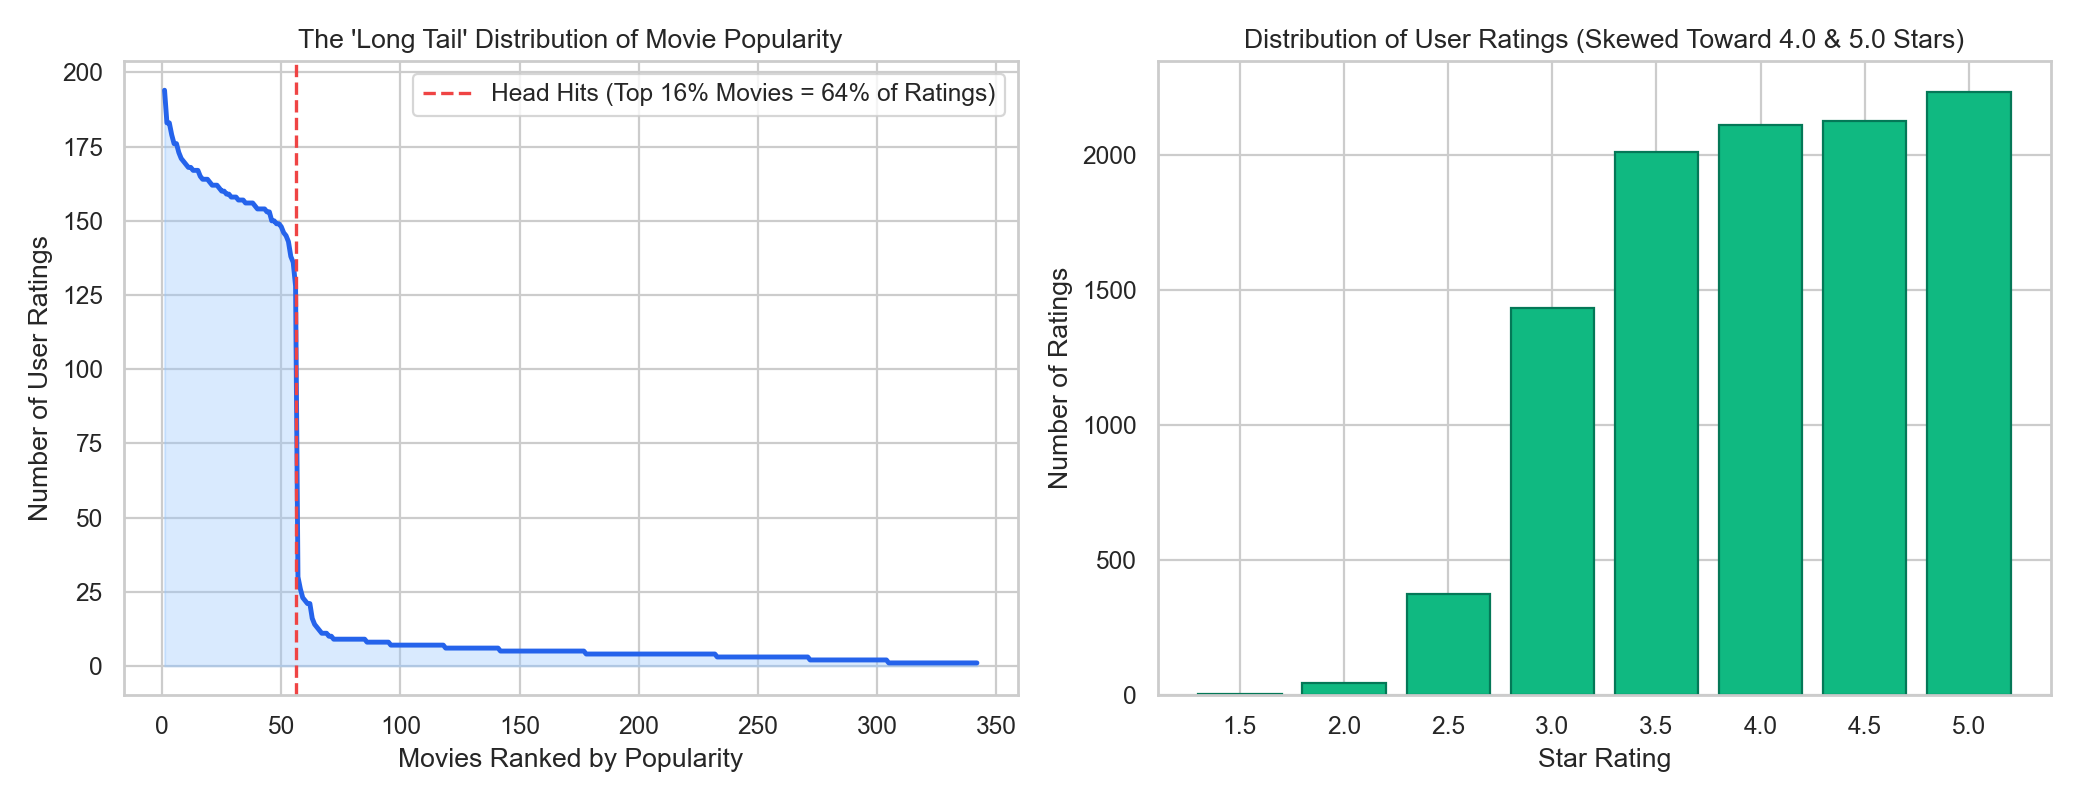 The 'Long Tail' Distribution of Movie Popularity
Head Hits (Top 16% Movies = 64% of Ratings)
Number of User Ratings
200
175
150
125
100
75
50
25
0
0 50 100 150 200 250 300 350
Movies Ranked by Popularity
Distribution of User Ratings (Skewed Toward 4.0 & 5.0 Stars)
Number of Ratings
2000
1500
1000
500
0
1.5 2.0 2.5 3.0 3.5 4.0 4.5 5.0
Star Rating